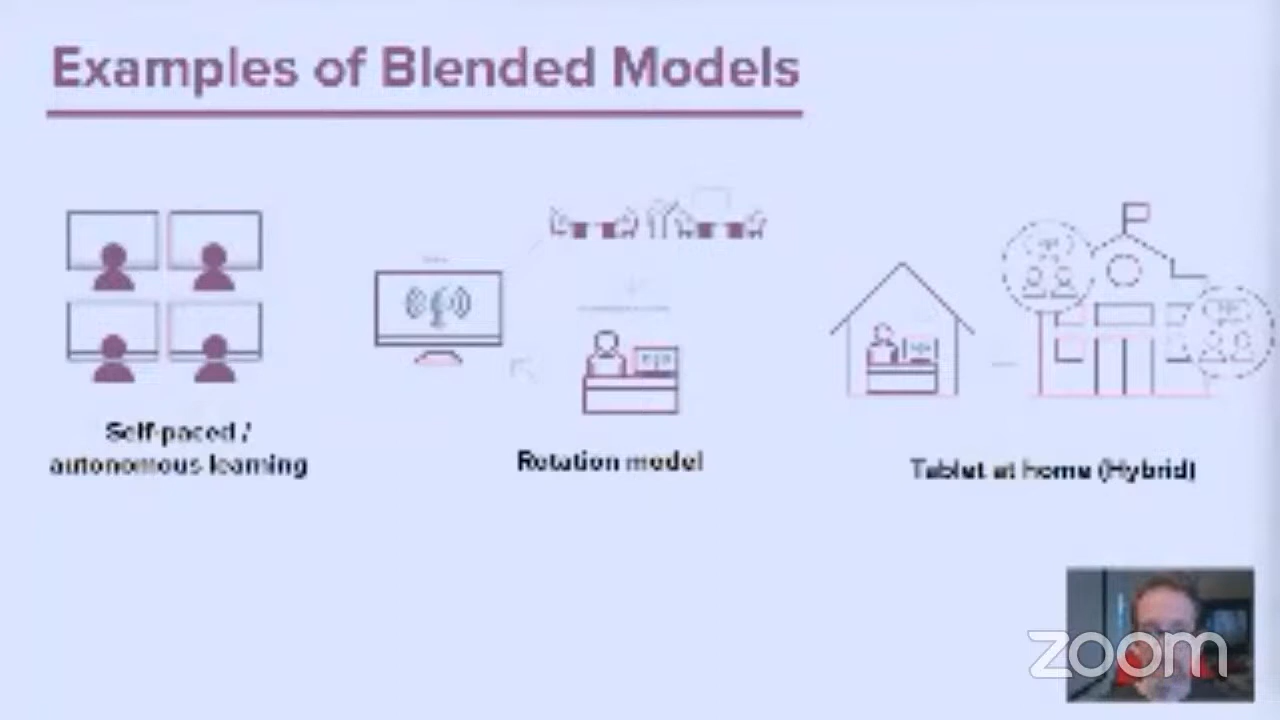 Examples of Blended Models
Self-paced /
autonomous learning
Rotation model
Tablet at home (Hybrid)
zoom